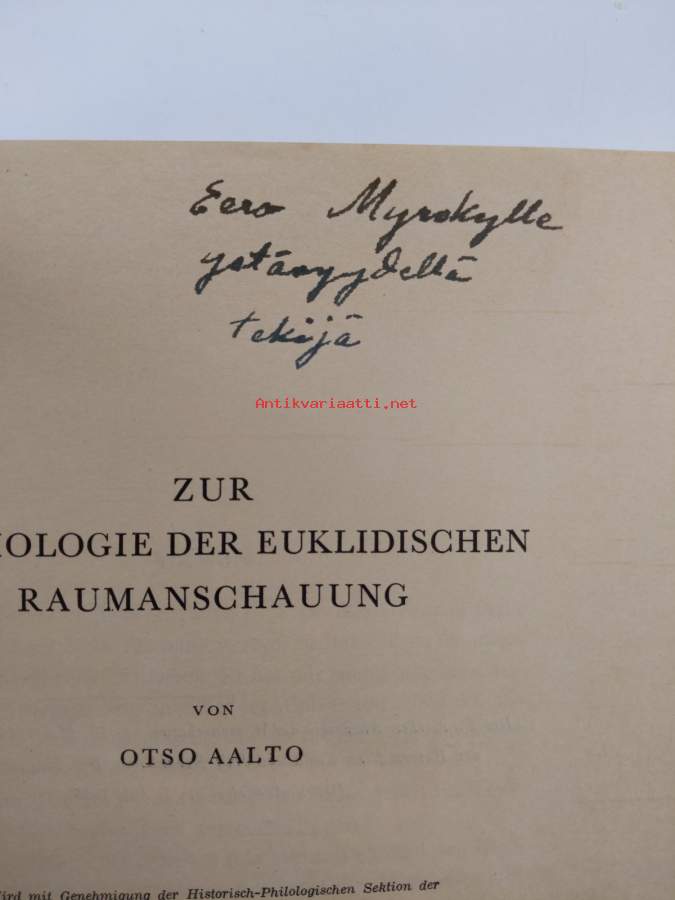 Eero Myrskylle
ystävyydellä
tekijä
Antikvariaatti.net
ZUR
OLOGIE DER EUKLIDISCHEN
RAUMANSCHAUUNG
VON
OTSO AALTO
ird mit Genehmigung der Historisch-Philologischen Sektion der